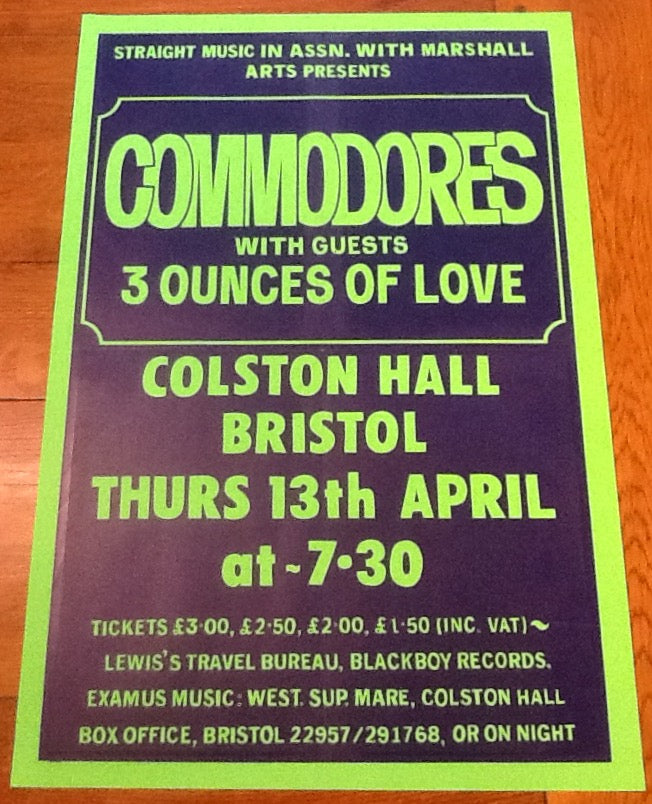 STRAIGHT MUSIC IN ASSN. WITH MARSHALL
ARTS PRESENTS
COMMODORES
WITH GUESTS
3 OUNCES OF LOVE
COLSTON HALL
BRISTOL
THURS 13th APRIL
at ~ 7·30
TICKETS £3·00, £2·50, £2·00, £1·50 (INC. VAT) ~
LEWIS'S TRAVEL BUREAU, BLACKBOY RECORDS.
EXAMUS MUSIC: WEST. SUP. MARE, COLSTON HALL
BOX OFFICE, BRISTOL 22957/291768, OR ON NIGHT